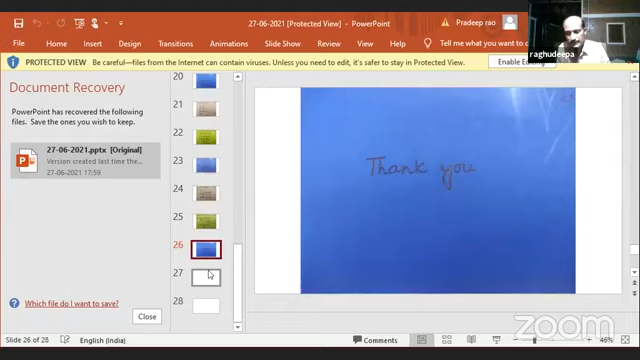 27-06-2021 [Protected View] - PowerPoint
Pradeep rao
File
Home
Insert
Design
Transitions
Animations
Slide Show
Review
View
Help
Tell me what you want to
raghudeepa
PROTECTED VIEW
Be careful—files from the Internet can contain viruses. Unless you need to edit, it's safer to stay in Protected View.
Enable Editing
Document Recovery
PowerPoint has recovered the following
files. Save the ones you wish to keep.
27-06-2021.pptx [Original]
Version created last time the...
27-06-2021 17:59
Which file do I want to save?
Close
20
21
22
23
24
25
26
27
28
Thank you
Slide 26 of 28
English (India)
Comments
46%
zoom